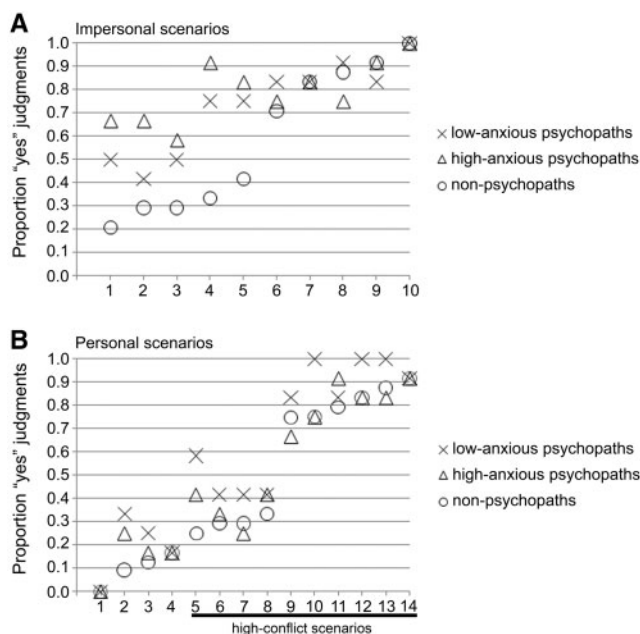 A
Impersonal scenarios
Proportion “yes” judgments
1.0
0.9
0.8
0.7
0.6
0.5
0.4
0.3
0.2
0.1
0.0
1 2 3 4 5 6 7 8 9 10
low-anxious psychopaths
high-anxious psychopaths
non-psychopaths
B
Personal scenarios
Proportion “yes” judgments
1.0
0.9
0.8
0.7
0.6
0.5
0.4
0.3
0.2
0.1
0.0
1 2 3 4 5 6 7 8 9 10 11 12 13 14
high-conflict scenarios
low-anxious psychopaths
high-anxious psychopaths
non-psychopaths